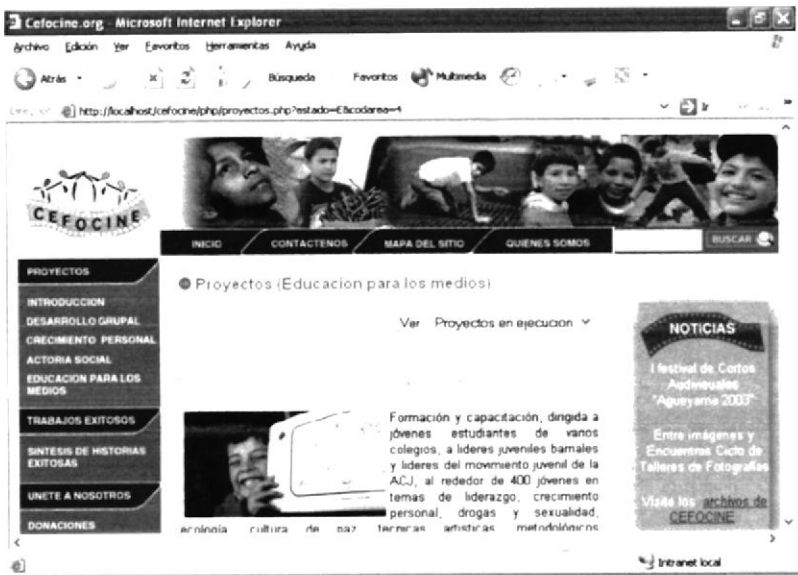 Cefocine.org - Microsoft Internet Explorer
Archivo Edición Ver Favoritos Herramientas Ayuda
Atrás Búsqueda Favoritos Multimedia
http://localhost/cefocine/php/proyectos.php?estado=E&codarea=4 Ir
CEFOCINE
INICIO CONTACTENOS MAPA DEL SITIO QUIENES SOMOS BUSCAR
PROYECTOS
INTRODUCCION
DESARROLLO GRUPAL
CRECIMIENTO PERSONAL
ACTORIA SOCIAL
EDUCACION PARA LOS
MEDIOS
TRABAJOS EXITOSOS
SINTESIS DE HISTORIAS
EXITOSAS
UNETE A NOSOTROS
DONACIONES
Proyectos (Educacion para los medios)
Ver Proyectos en ejecucion
Formación y capacitación, dirigida a
jóvenes estudiantes de varios
colegios, a lideres juveniles barriales
y lideres del movimiento juvenil de la
ACJ, al rededor de 400 jóvenes en
temas de liderazgo, crecimiento
personal, drogas y sexualidad,
ecología cultura de paz tecnicas artisticas metodológicos
NOTICIAS
I festival de Cortos
Audiovisuales
"Agueyama 2003"
Entre imágenes y
Encuentros Ciclo de
Talleres de Fotografías
Visite los archivos de
CEFOCINE
Intranet local